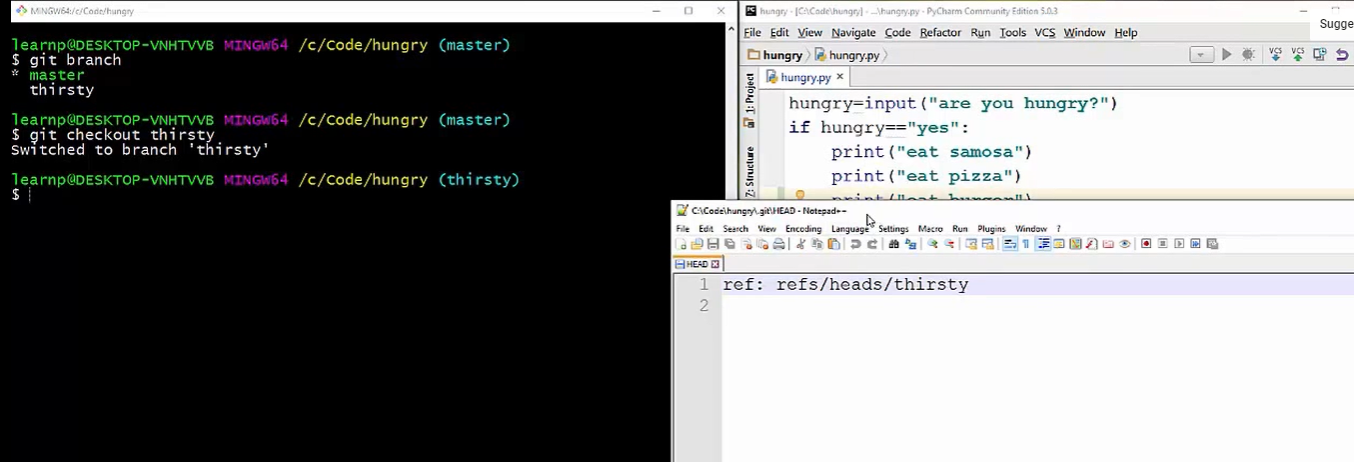 MINGW64:/c/Code/hungry
learnp@DESKTOP-VNHTVVB MINGW64 /c/Code/hungry (master)
$ git branch
* master
thirsty
learnp@DESKTOP-VNHTVVB MINGW64 /c/Code/hungry (master)
$ git checkout thirsty
Switched to branch 'thirsty'
learnp@DESKTOP-VNHTVVB MINGW64 /c/Code/hungry (thirsty)
$
hungry - [C:\Code\hungry] - ...\hungry.py - PyCharm Community Edition 5.0.3
Sugge
File Edit View Navigate Code Refactor Run Tools VCS Window Help
hungry hungry.py
VCS VCS
hungry.py
1: Project
Z: Structure
hungry=input("are you hungry?")
if hungry=="yes":
print("eat samosa")
print("eat pizza")
print("eat burger")
C:\Code\hungry\.git\HEAD - Notepad++
File Edit Search View Encoding Language Settings Macro Run Plugins Window ?
HEAD
1 ref: refs/heads/thirsty
2